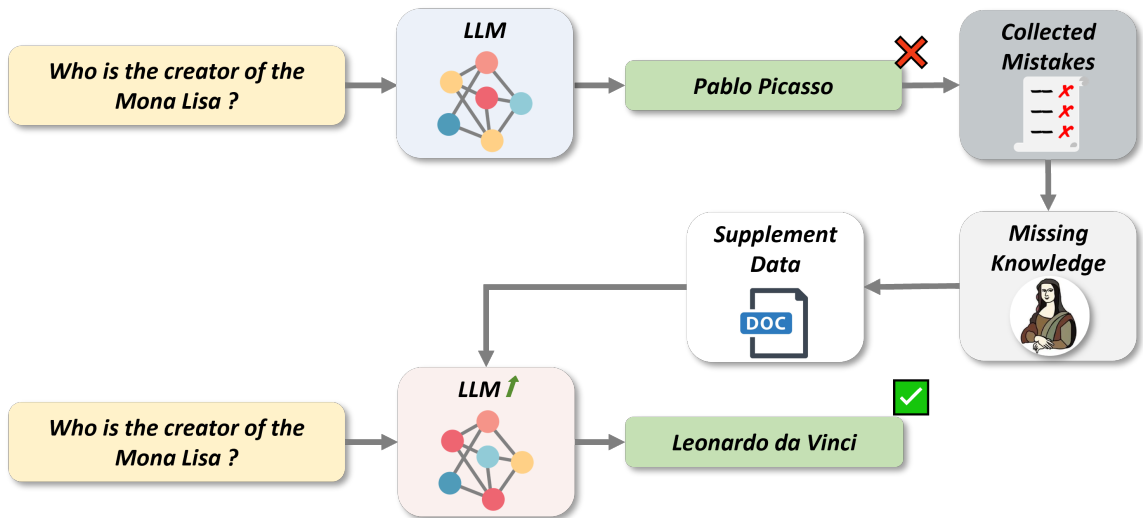 Who is the creator of the
Mona Lisa ?
LLM
Pablo Picasso
Collected
Mistakes
Missing
Knowledge
Supplement
Data
DOC
Who is the creator of the
Mona Lisa ?
LLM
Leonardo da Vinci